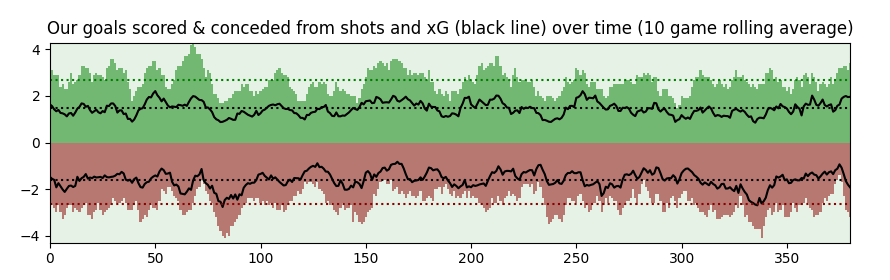 Our goals scored & conceded from shots and xG (black line) over time (10 game rolling average)
4
2
0
−2
−4
0 50 100 150 200 250 300 350